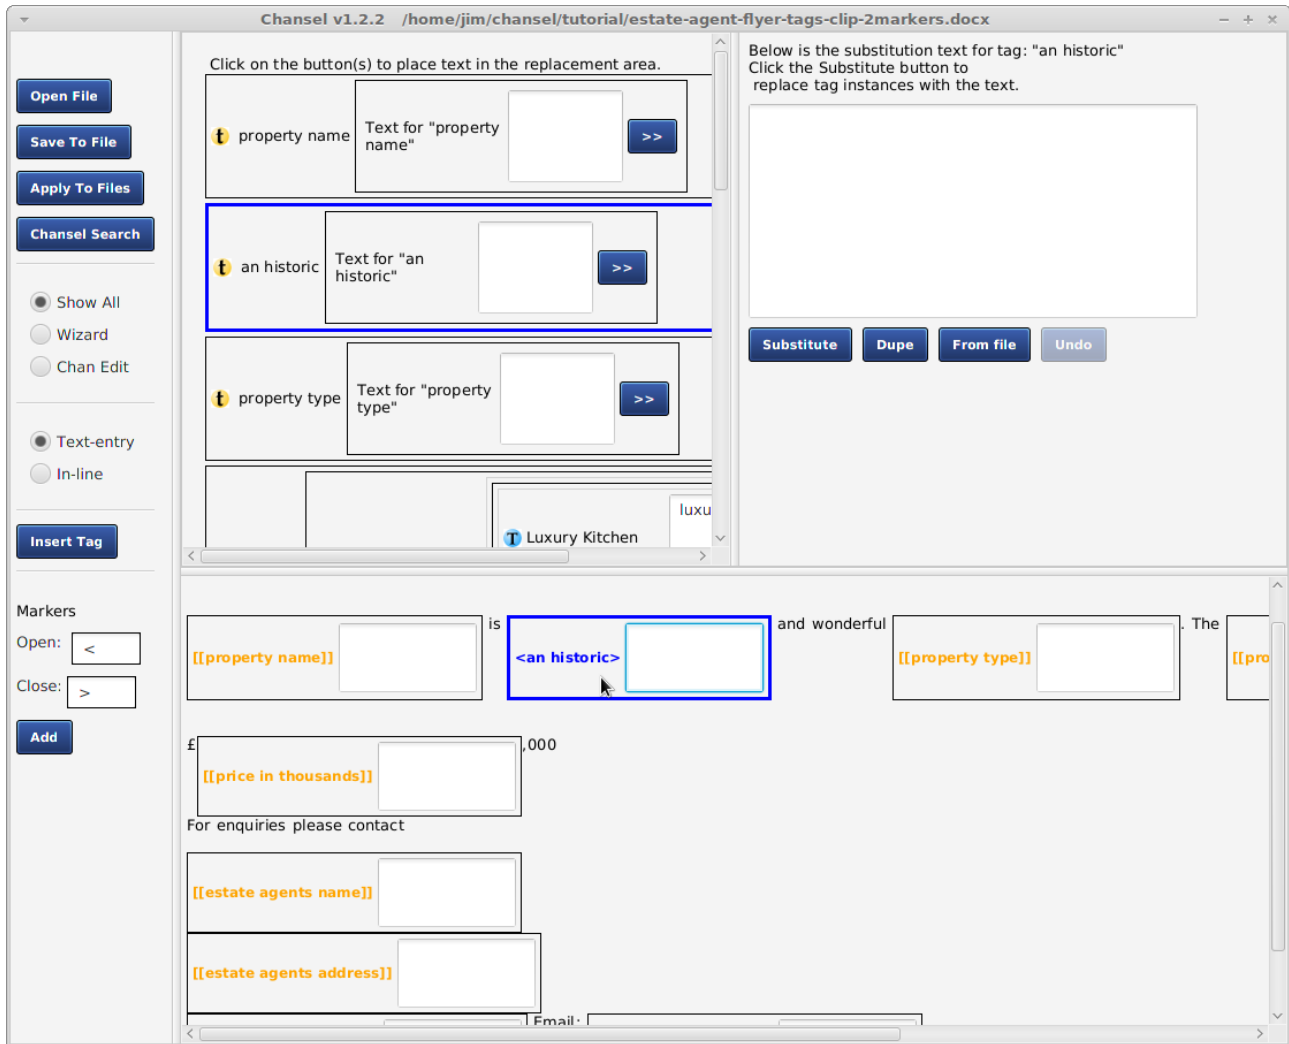 Chansel v1.2.2   /home/jim/chansel/tutorial/estate-agent-flyer-tags-clip-2markers.docx
Open File
Save To File
Apply To Files
Chansel Search
Show All
Wizard
Chan Edit
Text-entry
In-line
Insert Tag
Markers
Open: <
Close: >
Add
Click on the button(s) to place text in the replacement area.
t property name Text for "property
name" >>
t an historic Text for "an
historic" >>
t property type Text for "property
type" >>
T Luxury Kitchen luxu
Below is the substitution text for tag: "an historic"
Click the Substitute button to
replace tag instances with the text.
Substitute Dupe From file Undo
[[property name]] is <an historic> and wonderful [[property type]] . The [[pro
£ [[price in thousands]] ,000
For enquiries please contact
[[estate agents name]]
[[estate agents address]]
Email: